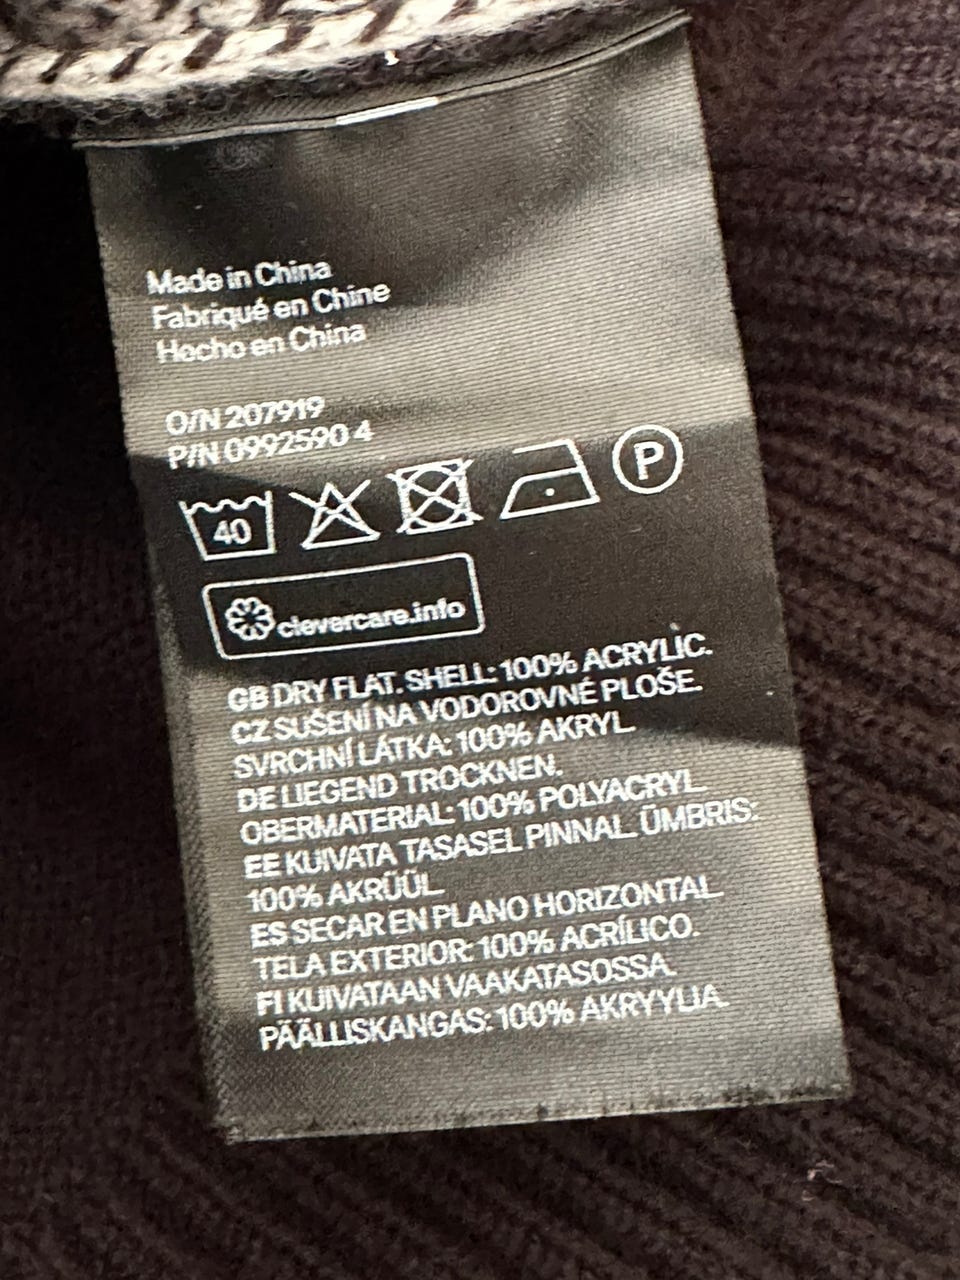 Made in China
Fabriqué en Chine
Hecho en China
O/N 207919
P/N 0992590 4
40
P
clevercare.info
GB DRY FLAT. SHELL: 100% ACRYLIC.
CZ SUŠENÍ NA VODOROVNÉ PLOŠE.
SVRCHNÍ LÁTKA: 100% AKRYL.
DE LIEGEND TROCKNEN.
OBERMATERIAL: 100% POLYACRYL.
EE KUIVATA TASASEL PINNAL. ÜMBRIS:
100% AKRÜÜL.
ES SECAR EN PLANO HORIZONTAL.
TELA EXTERIOR: 100% ACRÍLICO.
FI KUIVATAAN VAAKATASOSSA.
PÄÄLLISKANGAS: 100% AKRYYLIA.